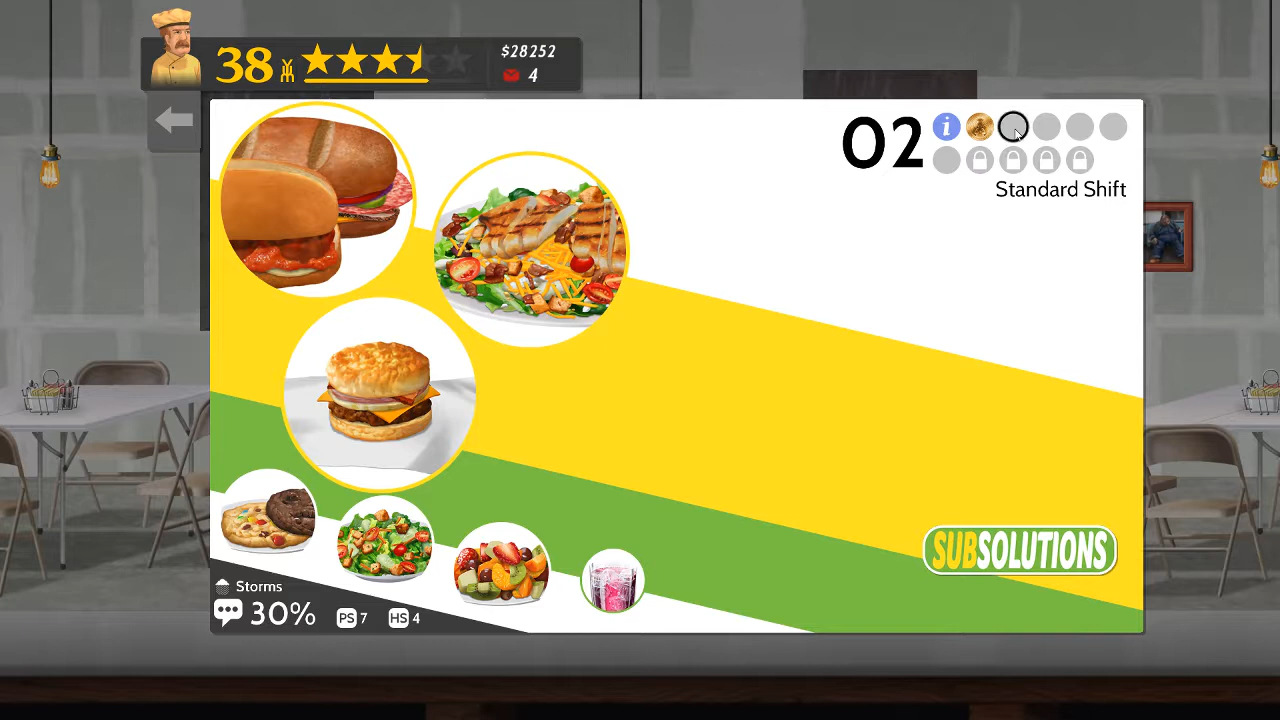 38
$28252
4
i
02
Standard Shift
SUBSOLUTIONS
Storms
30%
PS 7
HS 4